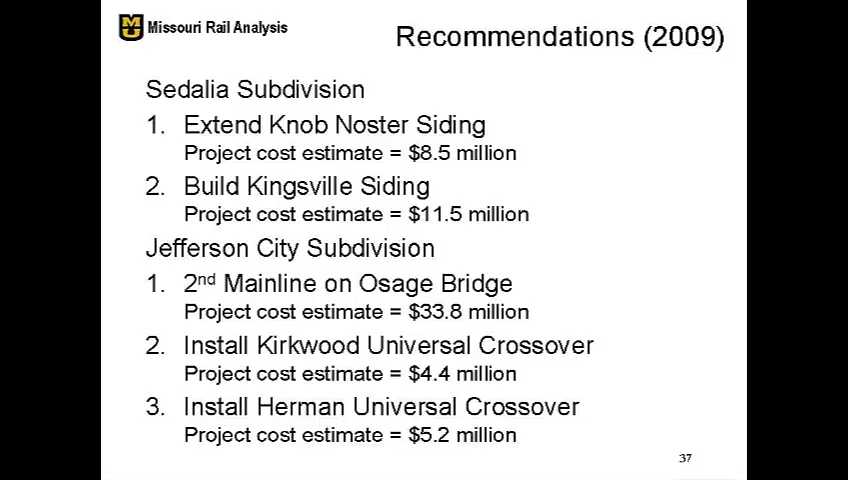 MU
Missouri Rail Analysis
Recommendations (2009)
Sedalia Subdivision
1. Extend Knob Noster Siding
Project cost estimate = $8.5 million
2. Build Kingsville Siding
Project cost estimate = $11.5 million
Jefferson City Subdivision
1. 2nd Mainline on Osage Bridge
Project cost estimate = $33.8 million
2. Install Kirkwood Universal Crossover
Project cost estimate = $4.4 million
3. Install Herman Universal Crossover
Project cost estimate = $5.2 million
37